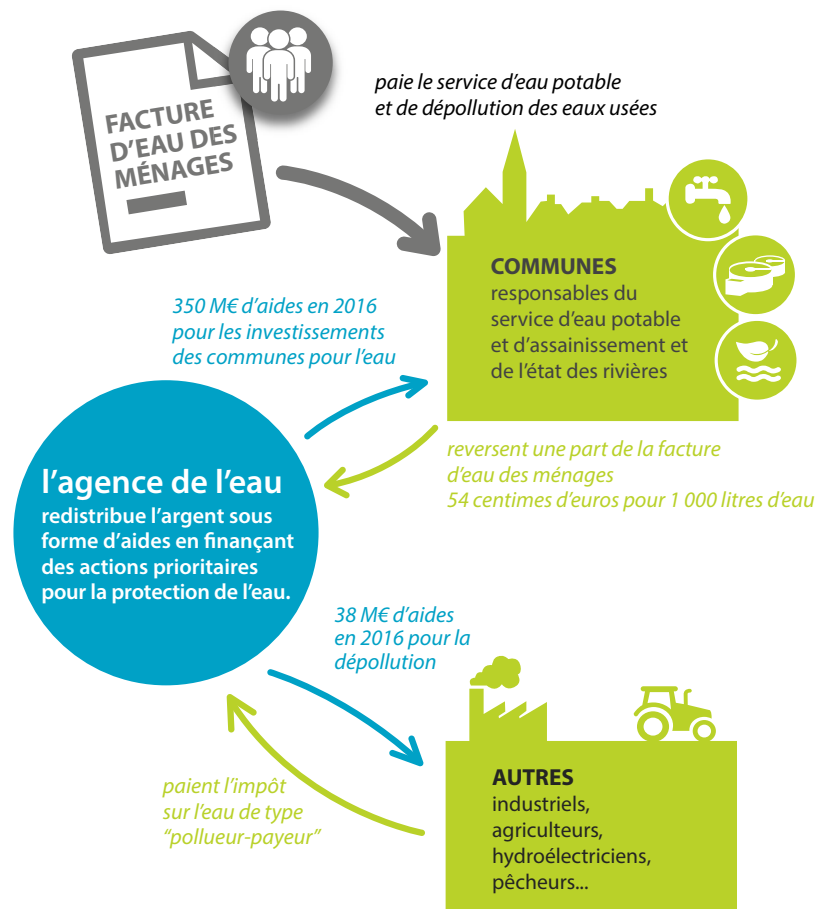 FACTURE
D’EAU DES
MÉNAGES
paie le service d’eau potable
et de dépollution des eaux usées
COMMUNES
responsables du
service d’eau potable
et d’assainissement et
de l’état des rivières
350 M€ d’aides en 2016
pour les investissements
des communes pour l’eau
reversent une part de la facture
d’eau des ménages
54 centimes d’euros pour 1 000 litres d’eau
l’agence de l’eau
redistribue l’argent sous
forme d’aides en finançant
des actions prioritaires
pour la protection de l’eau.
38 M€ d’aides
en 2016 pour la
dépollution
paient l’impôt
sur l’eau de type
“pollueur-payeur”
AUTRES
industriels,
agriculteurs,
hydroélectriciens,
pêcheurs...